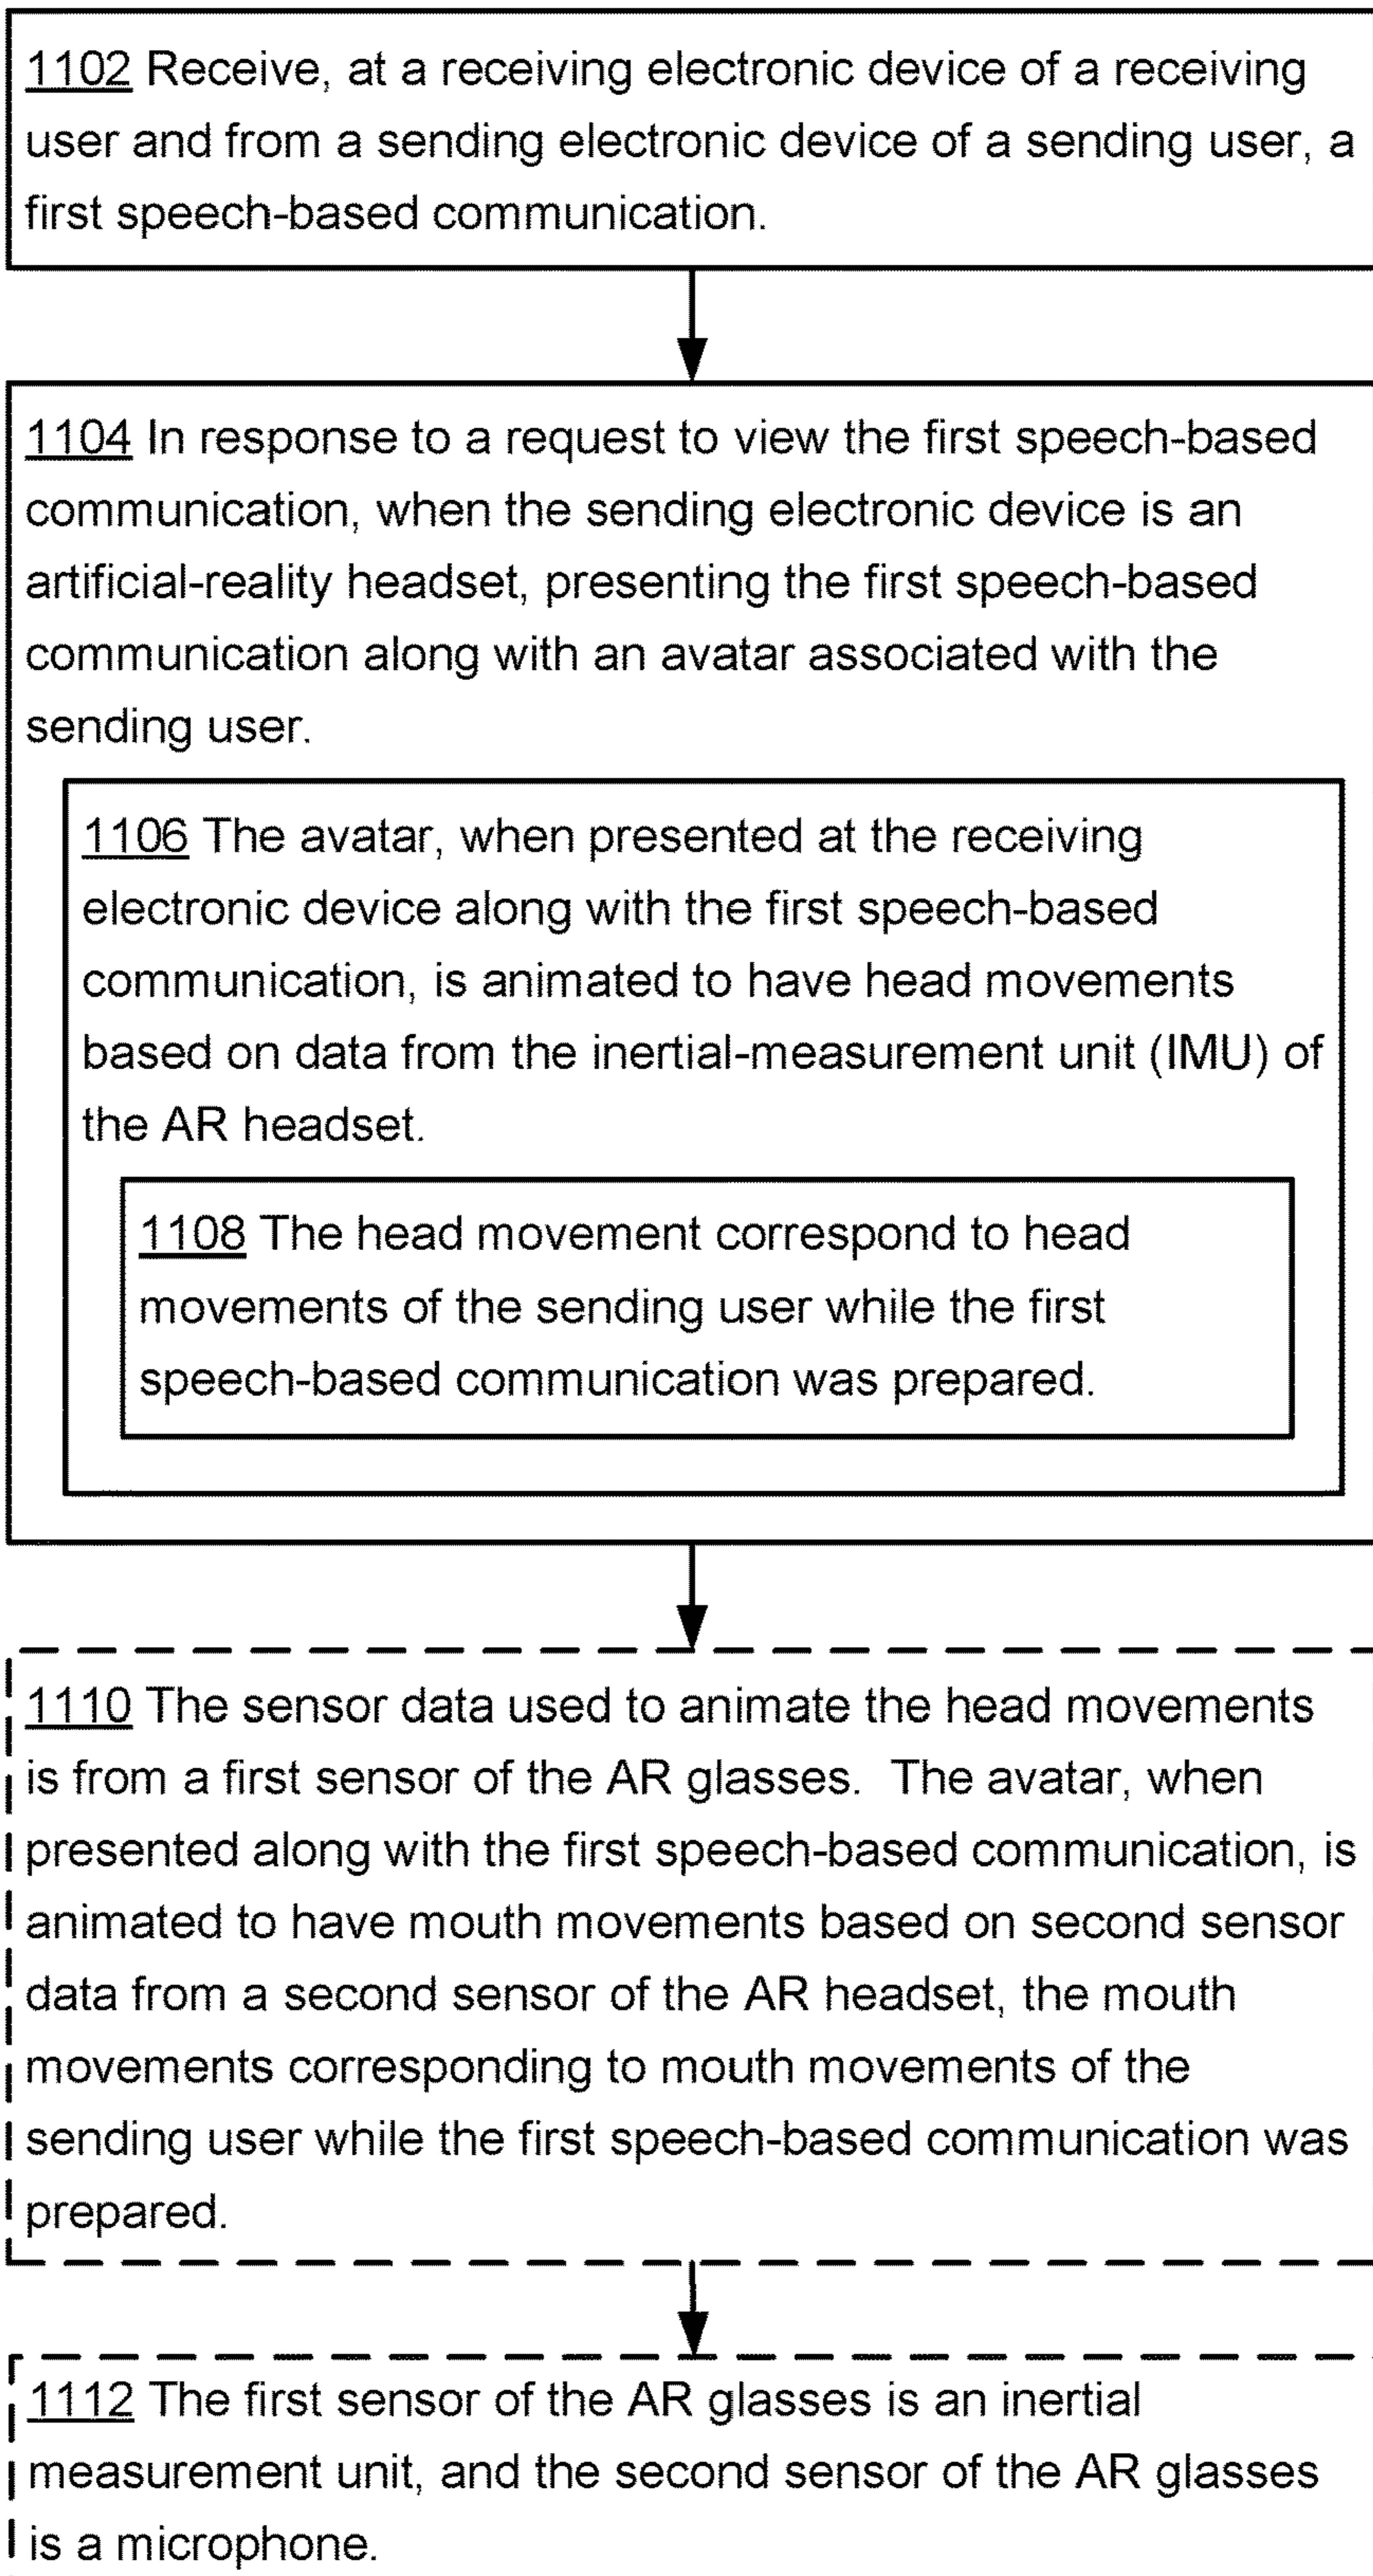 1102 Receive, at a receiving electronic device of a receiving
user and from a sending electronic device of a sending user, a
first speech-based communication.
1104 In response to a request to view the first speech-based
communication, when the sending electronic device is an
artificial-reality headset, presenting the first speech-based
communication along with an avatar associated with the
sending user.
1106 The avatar, when presented at the receiving
electronic device along with the first speech-based
communication, is animated to have head movements
based on data from the inertial-measurement unit (IMU) of
the AR headset.
1108 The head movement correspond to head
movements of the sending user while the first
speech-based communication was prepared.
1110 The sensor data used to animate the head movements
is from a first sensor of the AR glasses.  The avatar, when
presented along with the first speech-based communication, is
animated to have mouth movements based on second sensor
data from a second sensor of the AR headset, the mouth
movements corresponding to mouth movements of the
sending user while the first speech-based communication was
prepared.
1112 The first sensor of the AR glasses is an inertial
measurement unit, and the second sensor of the AR glasses
is a microphone.